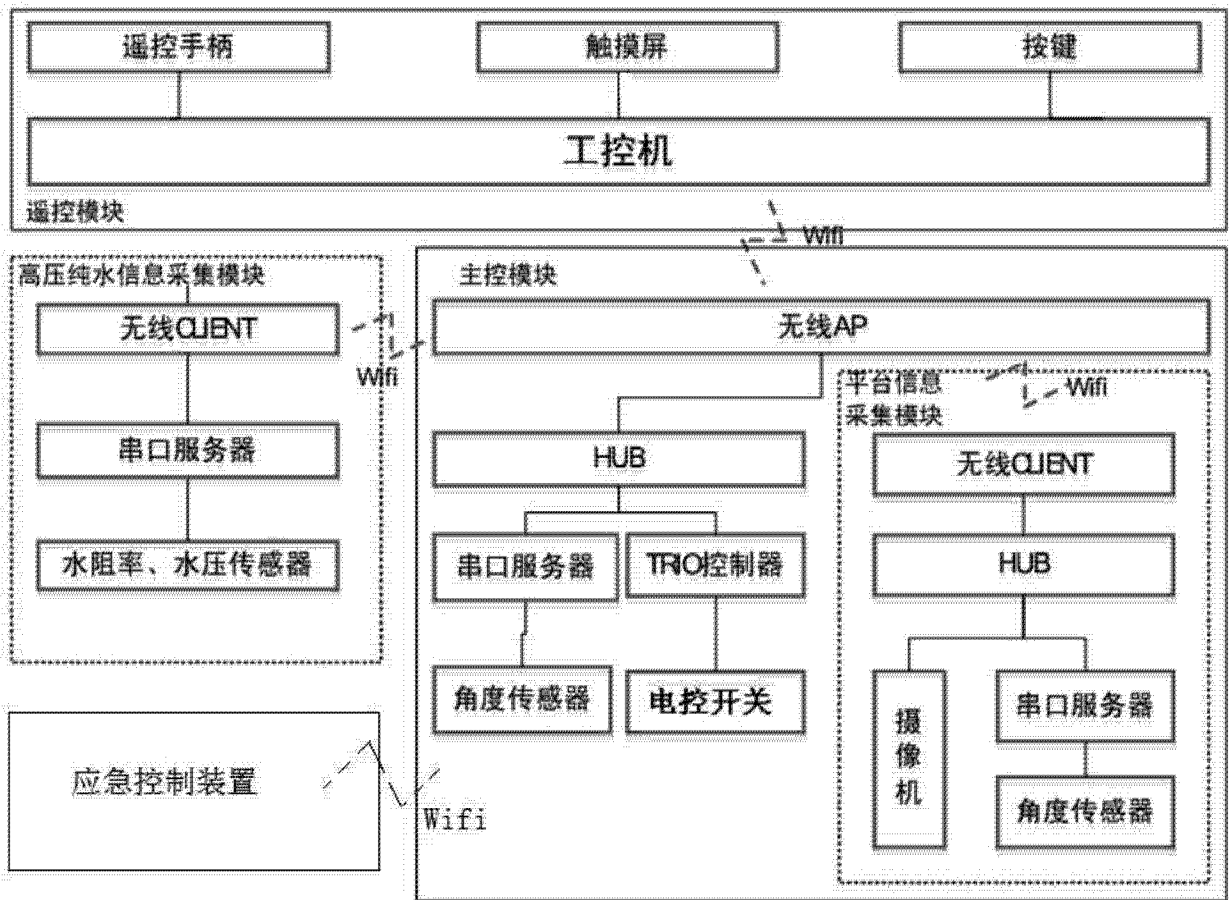 遥控手柄
触摸屏
按键
工控机
遥控模块
Wifi
高压纯水信息采集模块
无线CLIENT
Wifi
串口服务器
水阻率、水压传感器
主控模块
无线AP
HUB
串口服务器
TRIO控制器
角度传感器
电控开关
平台信息
采集模块
Wifi
无线CLIENT
HUB
摄
像
机
串口服务器
角度传感器
应急控制装置
Wifi